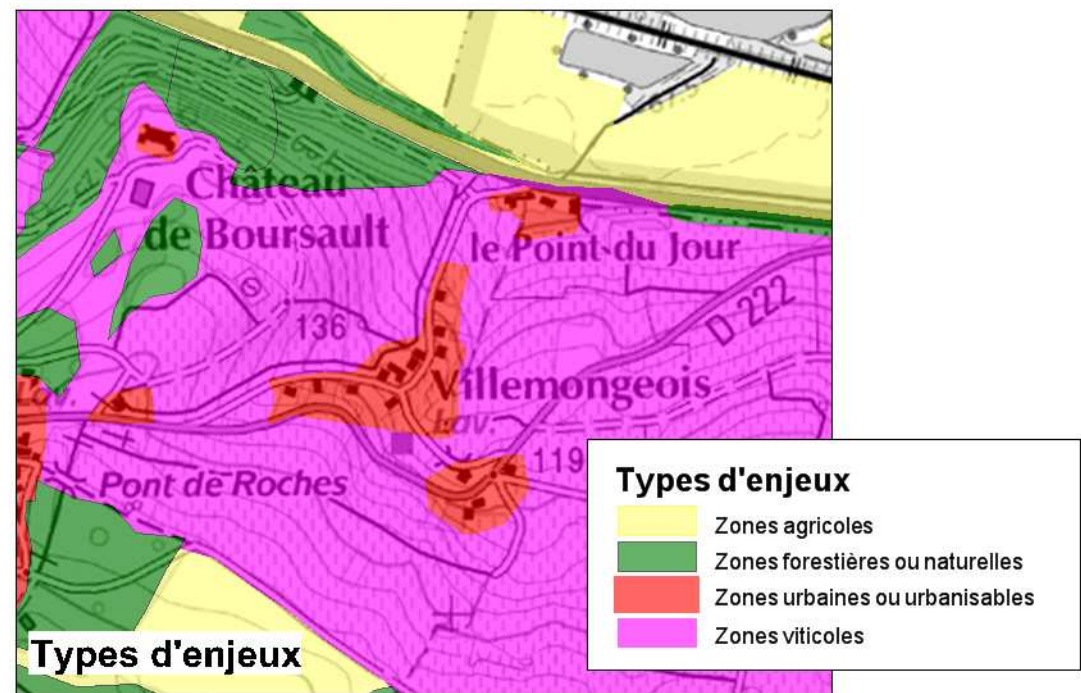 Château
de Boursault
le Point du Jour
D 222
136
Villemongeois
Lav.
Lav.
119
Pont de Roches
Types d'enjeux
Types d'enjeux
Zones agricoles
Zones forestières ou naturelles
Zones urbaines ou urbanisables
Zones viticoles